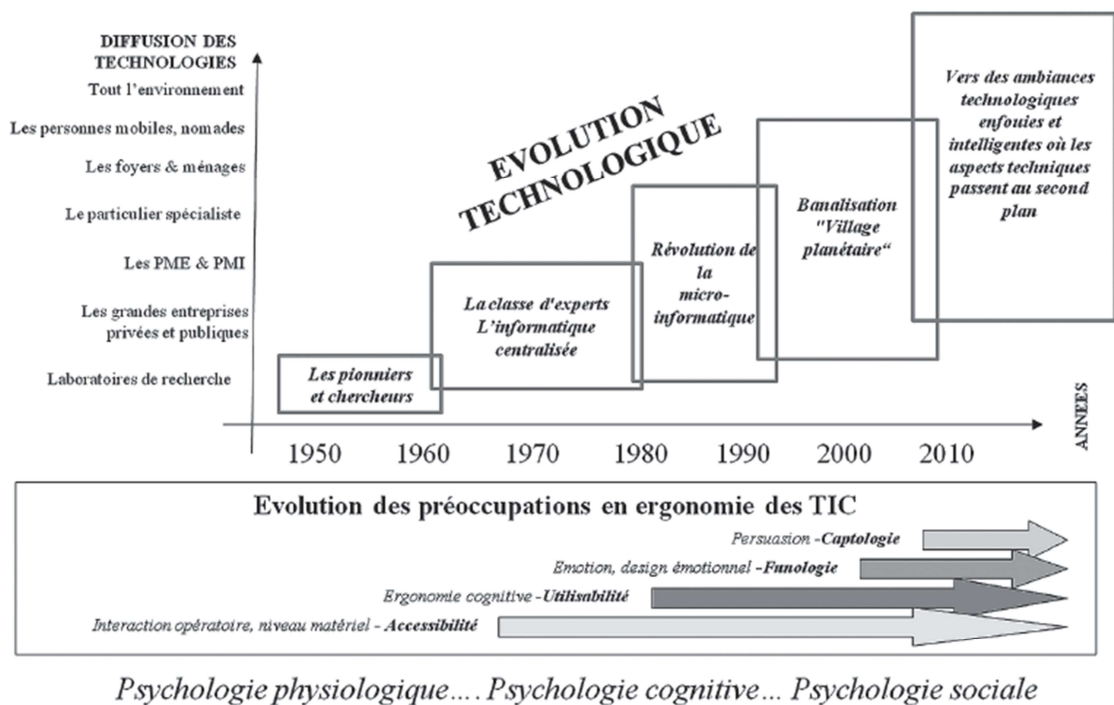 DIFFUSION DES
TECHNOLOGIES
Tout l'environnement
Les personnes mobiles, nomades
Les foyers & ménages
Le particulier spécialiste
Les PME & PMI
Les grandes entreprises
privées et publiques
Laboratoires de recherche
EVOLUTION
TECHNOLOGIQUE
Les pionniers
et chercheurs
La classe d'experts
L'informatique
centralisée
Révolution de
la
micro-
informatique
Banalisation
"Village
planétaire“
Vers des ambiances
technologiques
enfouies et
intelligentes où les
aspects techniques
passent au second
plan
1950 1960 1970 1980 1990 2000 2010
ANNEES
Evolution des préoccupations en ergonomie des TIC
Persuasion -Captologie
Emotion, design émotionnel -Funologie
Ergonomie cognitive -Utilisabilité
Interaction opératoire, niveau matériel - Accessibilité
Psychologie physiologique…. Psychologie cognitive… Psychologie sociale